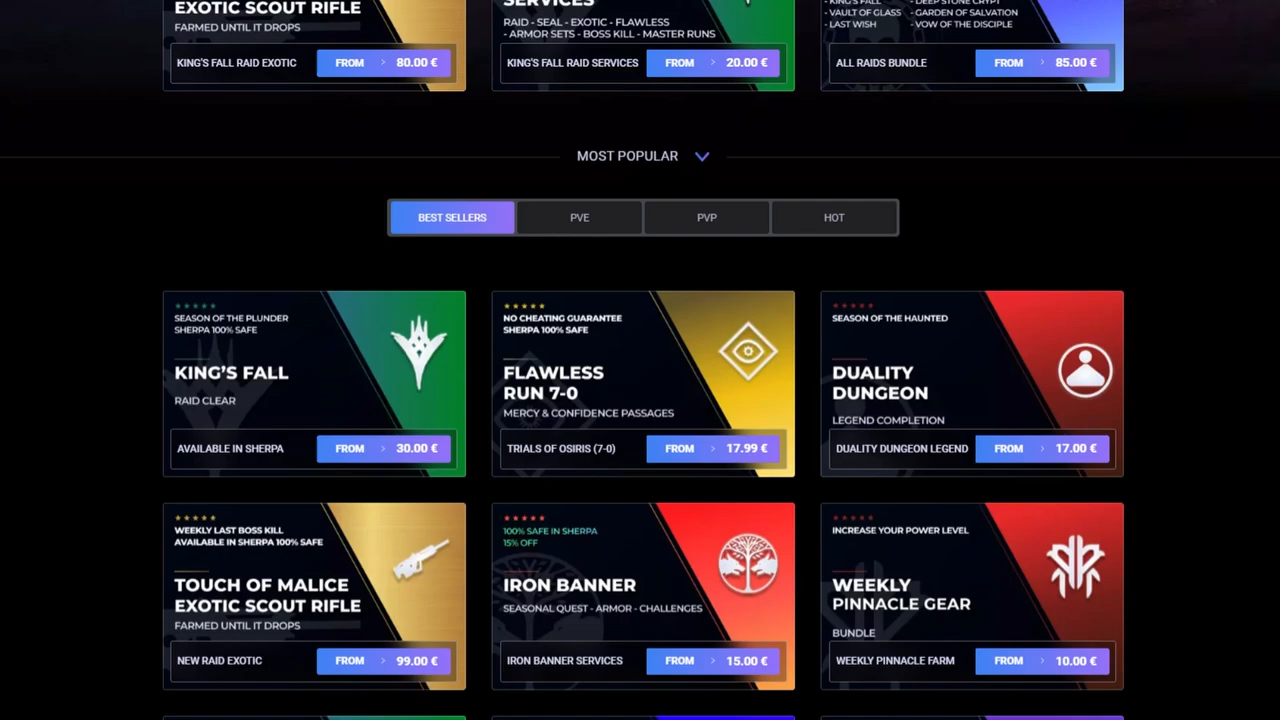 EXOTIC SCOUT RIFLE
FARMED UNTIL IT DROPS
KING'S FALL RAID EXOTIC
FROM > 80.00 €
SERVICES
RAID - SEAL - EXOTIC - FLAWLESS
- ARMOR SETS - BOSS KILL - MASTER RUNS
KING'S FALL RAID SERVICES
FROM > 20.00 €
- KING'S FALL - DEEP STONE CRYPT
- VAULT OF GLASS - GARDEN OF SALVATION
- LAST WISH - VOW OF THE DISCIPLE
ALL RAIDS BUNDLE
FROM > 85.00 €
MOST POPULAR
BEST SELLERS
PVE
PVP
HOT
SEASON OF THE PLUNDER
SHERPA 100% SAFE
KING'S FALL
RAID CLEAR
AVAILABLE IN SHERPA
FROM > 30.00 €
NO CHEATING GUARANTEE
SHERPA 100% SAFE
FLAWLESS
RUN 7-0
MERCY & CONFIDENCE PASSAGES
TRIALS OF OSIRIS (7-0)
FROM > 17.99 €
SEASON OF THE HAUNTED
DUALITY
DUNGEON
LEGEND COMPLETION
DUALITY DUNGEON LEGEND
FROM > 17.00 €
WEEKLY LAST BOSS KILL
AVAILABLE IN SHERPA 100% SAFE
TOUCH OF MALICE
EXOTIC SCOUT RIFLE
FARMED UNTIL IT DROPS
NEW RAID EXOTIC
FROM > 99.00 €
100% SAFE IN SHERPA
15% OFF
IRON BANNER
SEASONAL QUEST - ARMOR - CHALLENGES
IRON BANNER SERVICES
FROM > 15.00 €
INCREASE YOUR POWER LEVEL
WEEKLY
PINNACLE GEAR
BUNDLE
WEEKLY PINNACLE FARM
FROM > 10.00 €